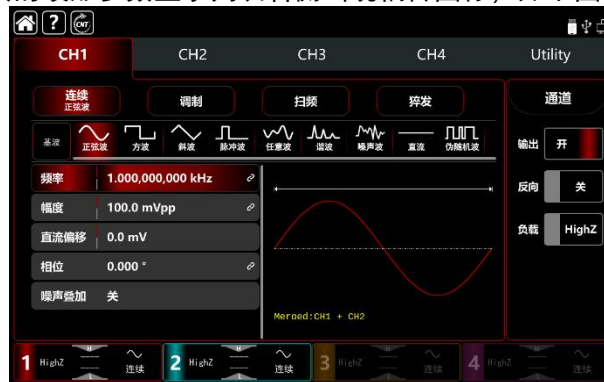 ? CNT
CH1 CH2 CH3 CH4 Utility
连续
正弦波
调制 扫频 猝发
通道
基波 正弦波 方波 斜波 脉冲波 任意波 谐波 噪声波 直流 伪随机波
输出 开
频率 1.000,000,000 kHz
反向 关
幅度 100.0 mVpp
直流偏移 0.0 mV
负载 HighZ
相位 0.000 °
噪声叠加 关
Merged:CH1 + CH2
1 HighZ 连续 2 HighZ 连续 3 HighZ 连续 4 HighZ 连续